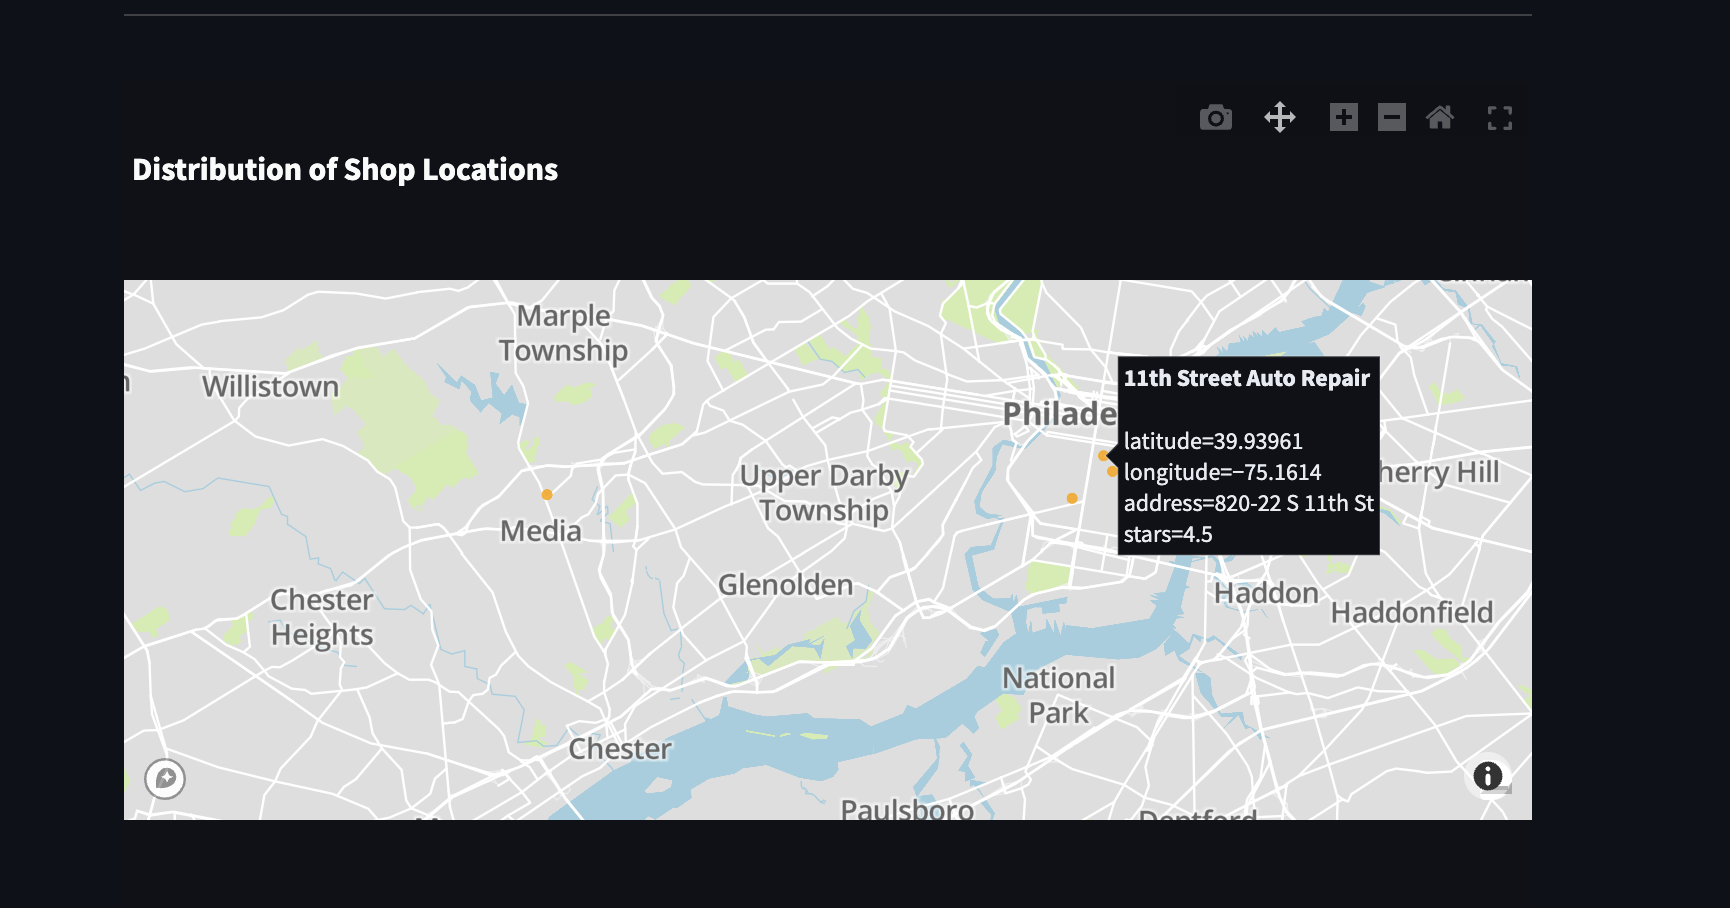 Distribution of Shop Locations
Marple
Township
Willistown
11th Street Auto Repair
latitude=39.93961
longitude=−75.1614
address=820-22 S 11th St
stars=4.5
Philade
herry Hill
Upper Darby
Township
Media
Glenolden
Chester
Heights
Haddon
Haddonfield
National
Park
Chester
Paulsboro
Deptford